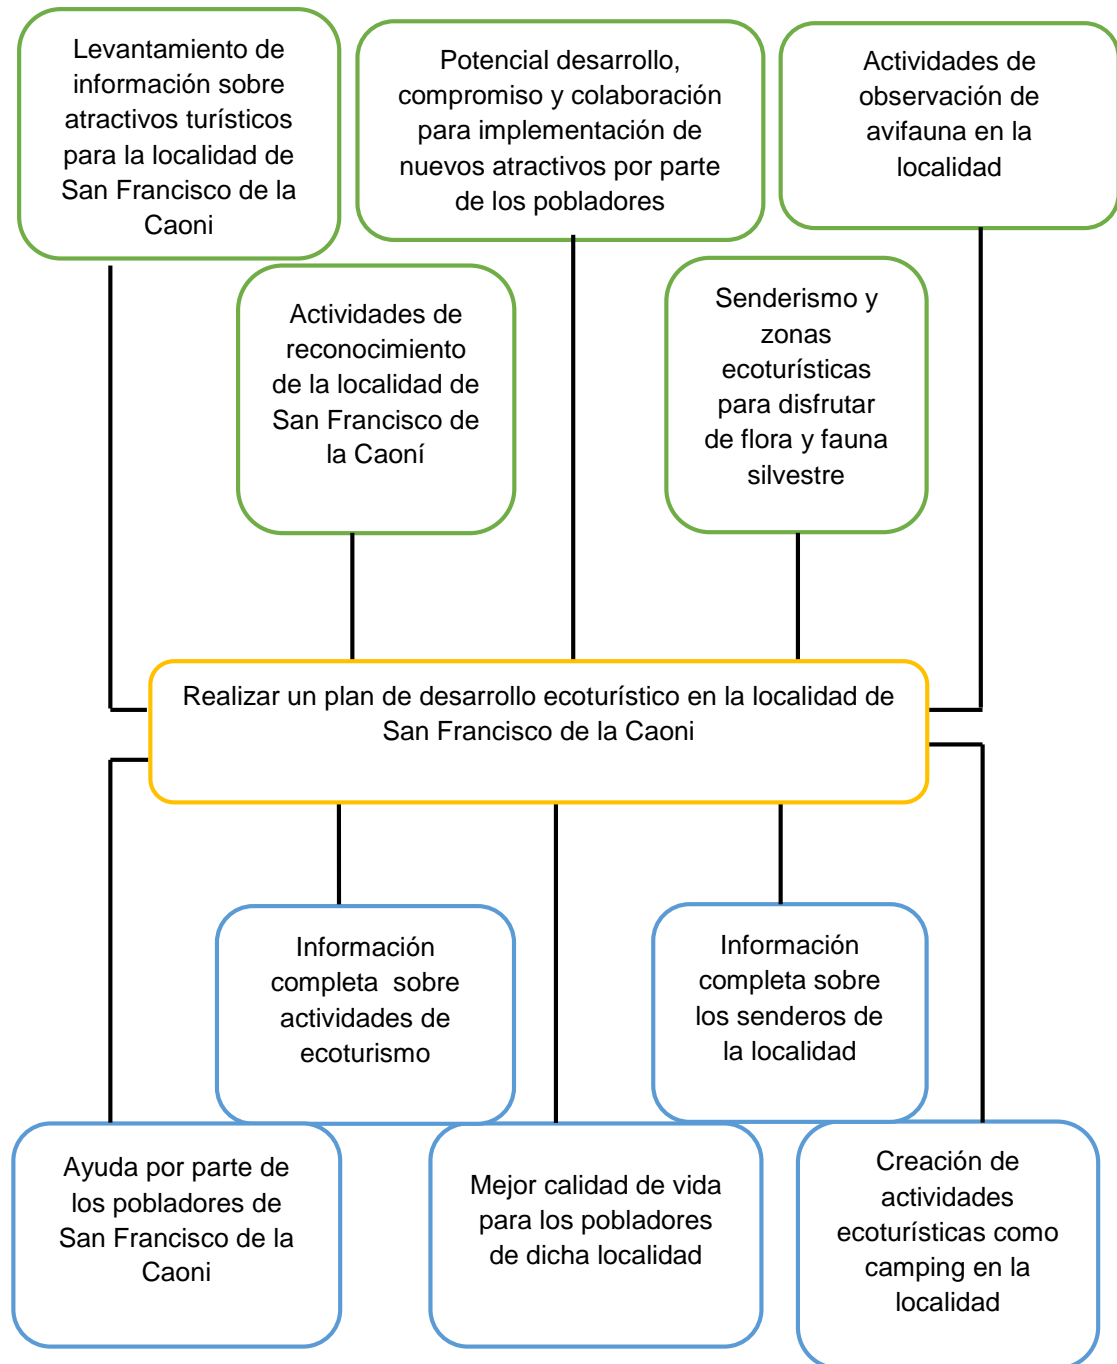 Levantamiento de
información sobre
atractivos turísticos
para la localidad de
San Francisco de la
Caoni
Potencial desarrollo,
compromiso y colaboración
para implementación de
nuevos atractivos por parte
de los pobladores
Actividades de
observación de
avifauna en la
localidad
Actividades de
reconocimiento
de la localidad de
San Francisco de
la Caoní
Senderismo y
zonas
ecoturísticas
para disfrutar
de flora y fauna
silvestre
Realizar un plan de desarrollo ecoturístico en la localidad de
San Francisco de la Caoni
Información
completa  sobre
actividades de
ecoturismo
Información
completa sobre
los senderos de
la localidad
Ayuda por parte de
los pobladores de
San Francisco de la
Caoni
Mejor calidad de vida
para los pobladores
de dicha localidad
Creación de
actividades
ecoturísticas como
camping en la
localidad